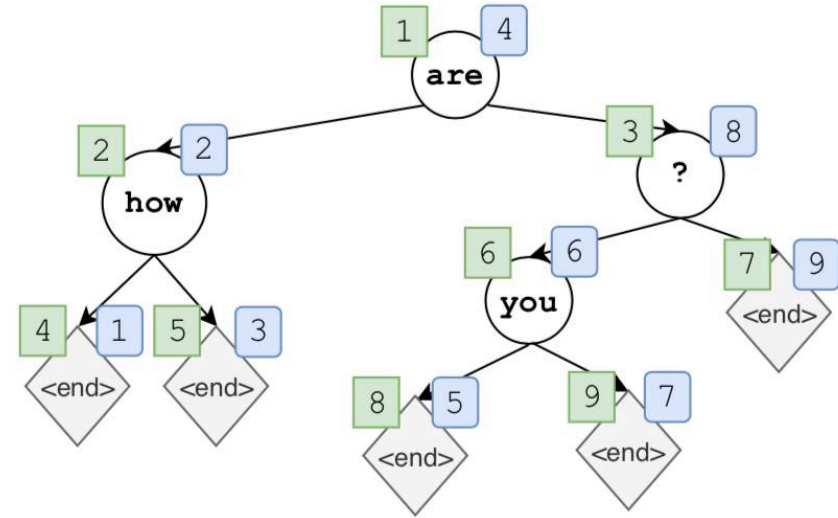 1 4
are
3 8
?
2 2
how
6 6
you
7 9
<end>
4 1 5 3
<end> <end>
8 5
<end>
9 7
<end>